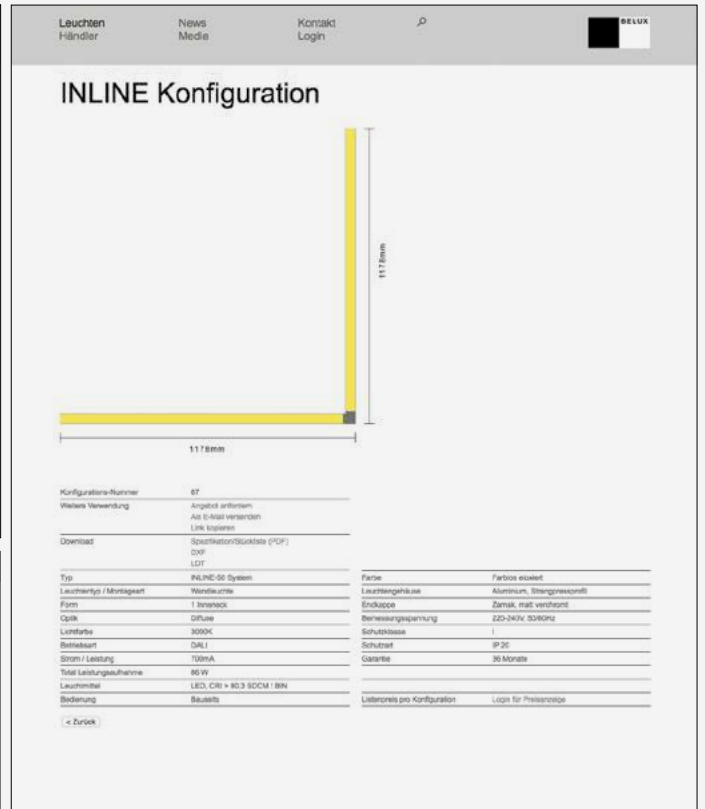 Leuchten
Händler
News
Medie
Kontakt
Login
BELUX
INLINE Konfiguration
1178mm
1178mm
Konfigurations-Nummer 67
Weitere Verwendung Angebot anfordern
Als E-Mail versenden
Link kopieren
Download Spezifikation/Stückliste (PDF)
DXF
LDT
Typ INLINE-50 System
Leuchtentyp / Montageart Wandleuchte
Form 1 Inneneck
Optik Diffuse
Lichtfarbe 3000K
Betriebsart DALI
Strom / Leistung 700mA
Total Leistungsaufnahme 86 W
Leuchtmittel LED, CRI > 80,3 SDCM 1 BIN
Bedienung Bauseits
Farbe Farblos eloxiert
Leuchtengehäuse Aluminium, Strangpressprofil
Endkappe Zamak, matt verchromt
Bemessungsspannung 220-240V, 50/60Hz
Schutzklasse I
Schutzart IP 20
Garantie 36 Monate
Listenpreis pro Konfiguration Login für Preisanzeige
< Zurück